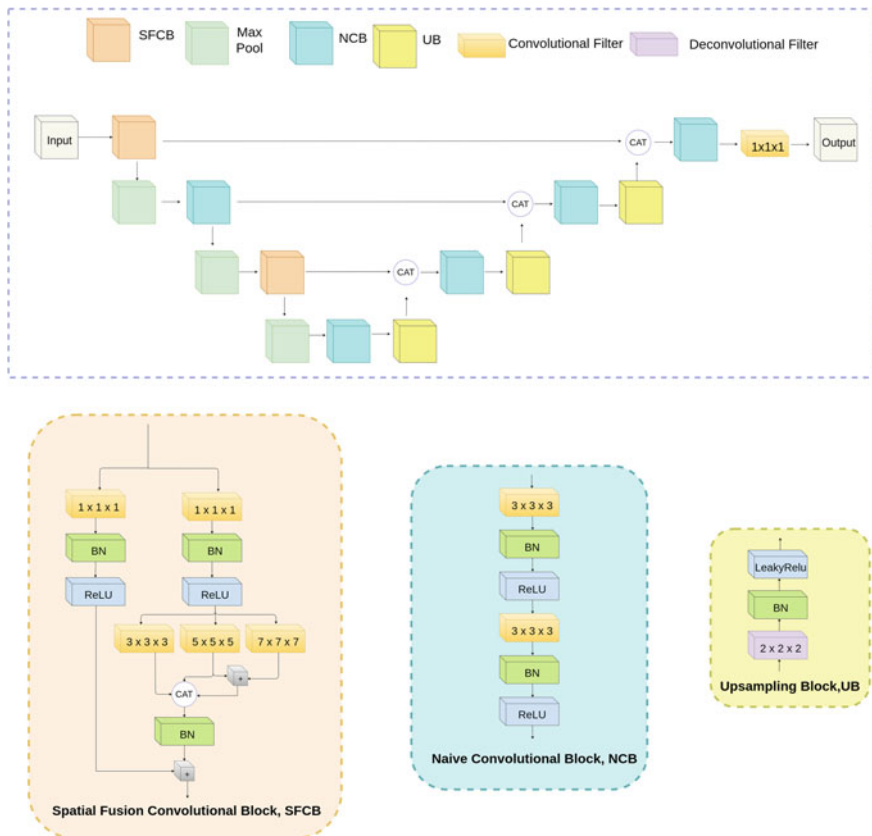 SFCB
Max
Pool
NCB
UB
Convolutional Filter
Deconvolutional Filter
Input
CAT
1x1x1
Output
CAT
CAT
1 x 1 x 1
1 x 1 x 1
BN
BN
ReLU
ReLU
3 x 3 x 3
5 x 5 x 5
7 x 7 x 7
+
CAT
BN
+
Spatial Fusion Convolutional Block, SFCB
3 x 3 x 3
BN
ReLU
3 x 3 x 3
BN
ReLU
Naive Convolutional Block, NCB
LeakyRelu
BN
2 x 2 x 2
Upsampling Block,UB